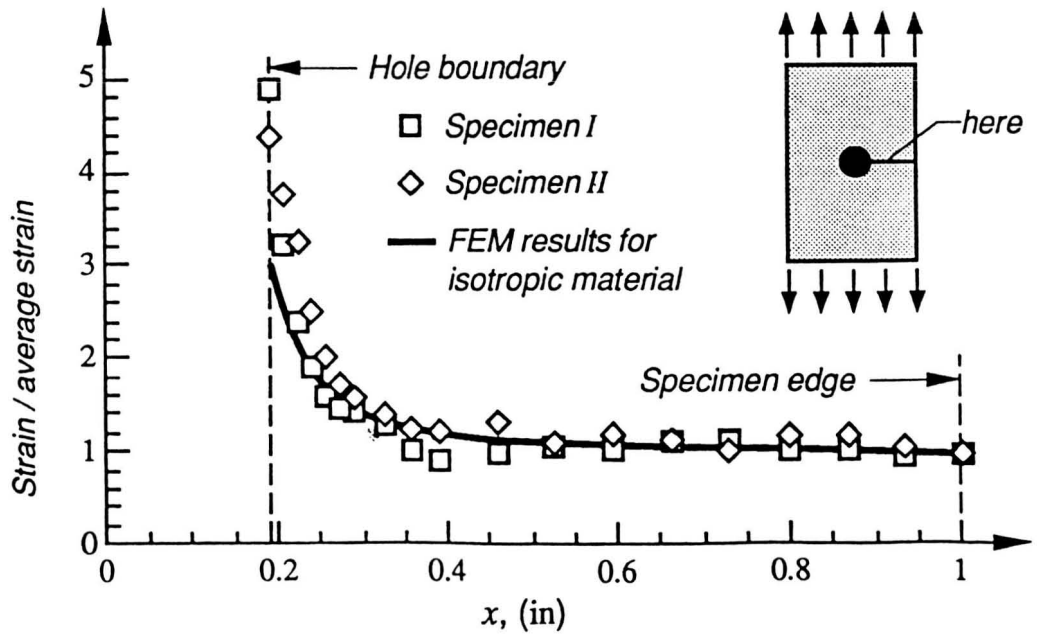 5
4
3
2
1
0
Strain / average strain
Hole boundary
Specimen I
Specimen II
FEM results for
isotropic material
here
Specimen edge
0
0.2
0.4
0.6
0.8
1
x, (in)